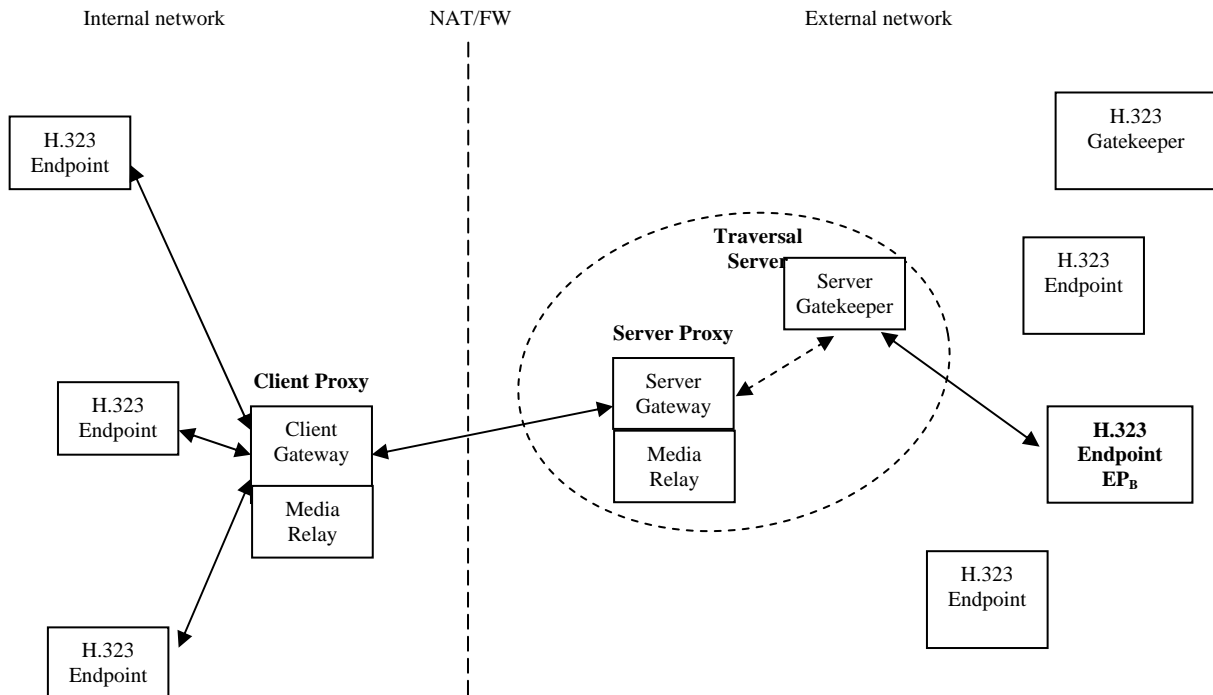 Internal network
NAT/FW
External network
H.323
Endpoint
H.323
Gatekeeper
Traversal
Server
Server
Gatekeeper
H.323
Endpoint
Server Proxy
Client Proxy
Server
Gateway
H.323
Endpoint
Client
Gateway
H.323
Endpoint
EPB
Media
Relay
Media
Relay
H.323
Endpoint
H.323
Endpoint